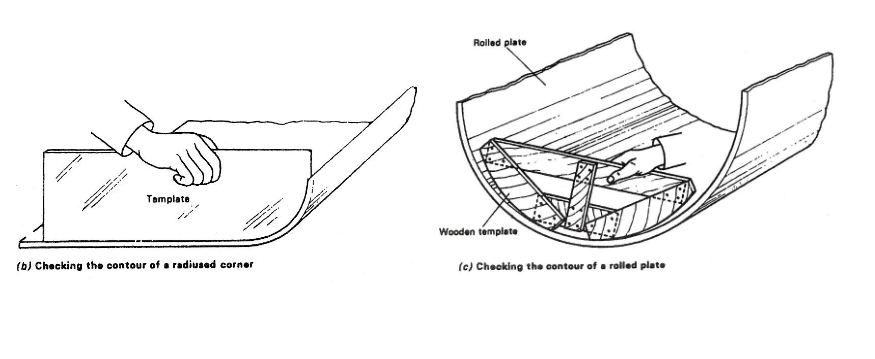 Rolled plate
Template
Wooden template
(b) Checking the contour of a radiused corner
(c) Checking the contour of a rolled plate